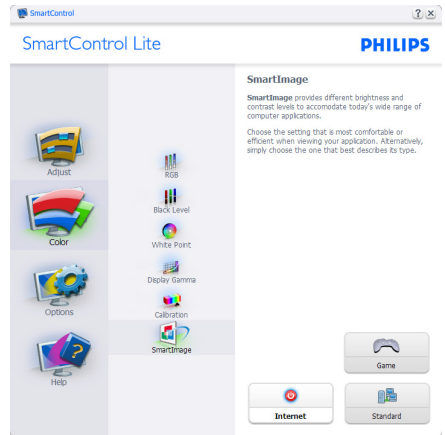 SmartControl
SmartControl Lite
PHILIPS
Adjust
Color
Options
Help
RGB
Black Level
White Point
Display Gamma
Calibration
SmartImage
SmartImage
SmartImage provides different brightness and
contrast levels to accomodate today's wide range of
computer applications.
Choose the setting that is most comfortable or
efficient when viewing your application. Alternatively,
simply choose the one that best describes its type.
Game
Internet
Standard